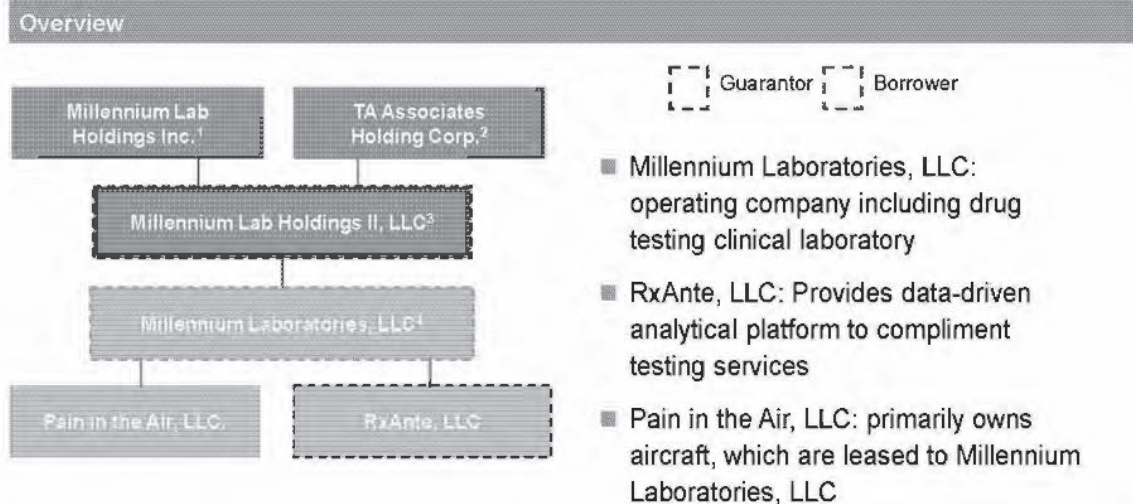 Overview
Millennium Lab
Holdings Inc.¹
TA Associates
Holding Corp.²
Millennium Lab Holdings II, LLC³
Millennium Laboratories, LLC⁴
Pain in the Air, LLC.
RxAnte, LLC
Guarantor
Borrower
Millennium Laboratories, LLC:
operating company including drug
testing clinical laboratory
RxAnte, LLC: Provides data-driven
analytical platform to compliment
testing services
Pain in the Air, LLC: primarily owns
aircraft, which are leased to Millennium
Laboratories, LLC